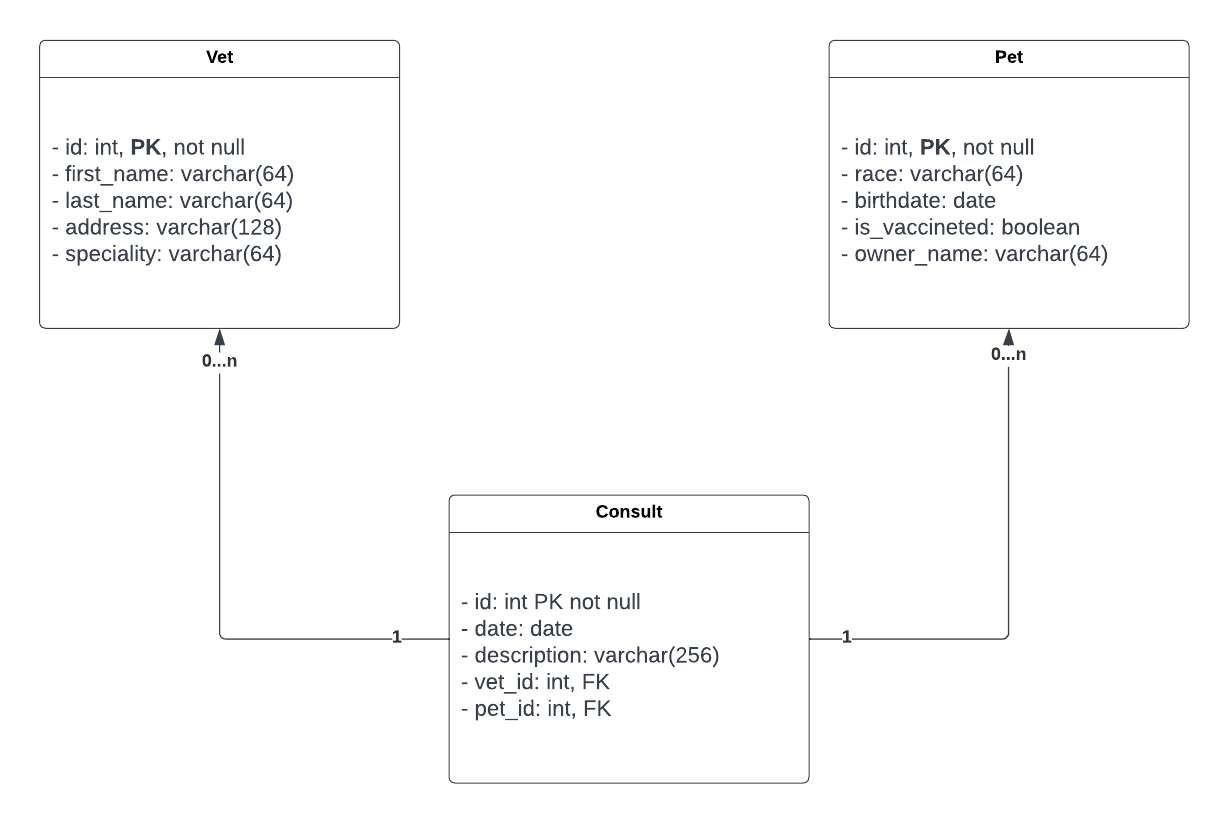 Vet
- id: int, PK, not null
- first_name: varchar(64)
- last_name: varchar(64)
- address: varchar(128)
- speciality: varchar(64)
0...n
Pet
- id: int, PK, not null
- race: varchar(64)
- birthdate: date
- is_vaccineted: boolean
- owner_name: varchar(64)
0...n
Consult
- id: int PK not null
- date: date
- description: varchar(256)
- vet_id: int, FK
- pet_id: int, FK
1
1